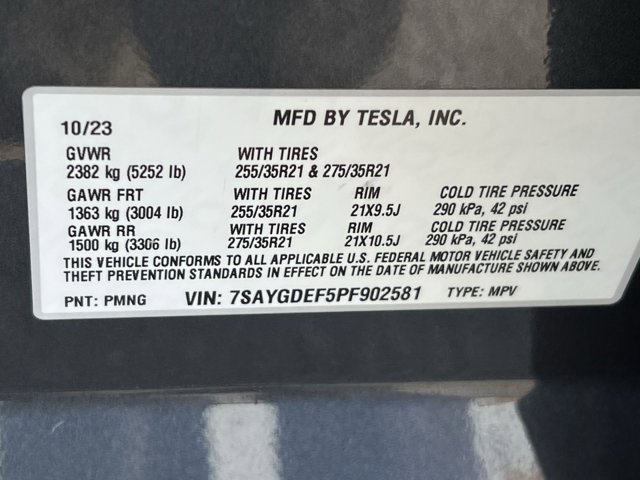 MFD BY TESLA, INC.
10/23
GVWR WITH TIRES
2382 kg (5252 lb) 255/35R21 & 275/35R21
GAWR FRT WITH TIRES RIM COLD TIRE PRESSURE
1363 kg (3004 lb) 255/35R21 21X9.5J 290 kPa, 42 psi
GAWR RR WITH TIRES RIM COLD TIRE PRESSURE
1500 kg (3306 lb) 275/35R21 21X10.5J 290 kPa, 42 psi
THIS VEHICLE CONFORMS TO ALL APPLICABLE U.S. FEDERAL MOTOR VEHICLE SAFETY AND
THEFT PREVENTION STANDARDS IN EFFECT ON THE DATE OF MANUFACTURE SHOWN ABOVE.
PNT: PMNG VIN: 7SAYGDEF5PF902581 TYPE: MPV